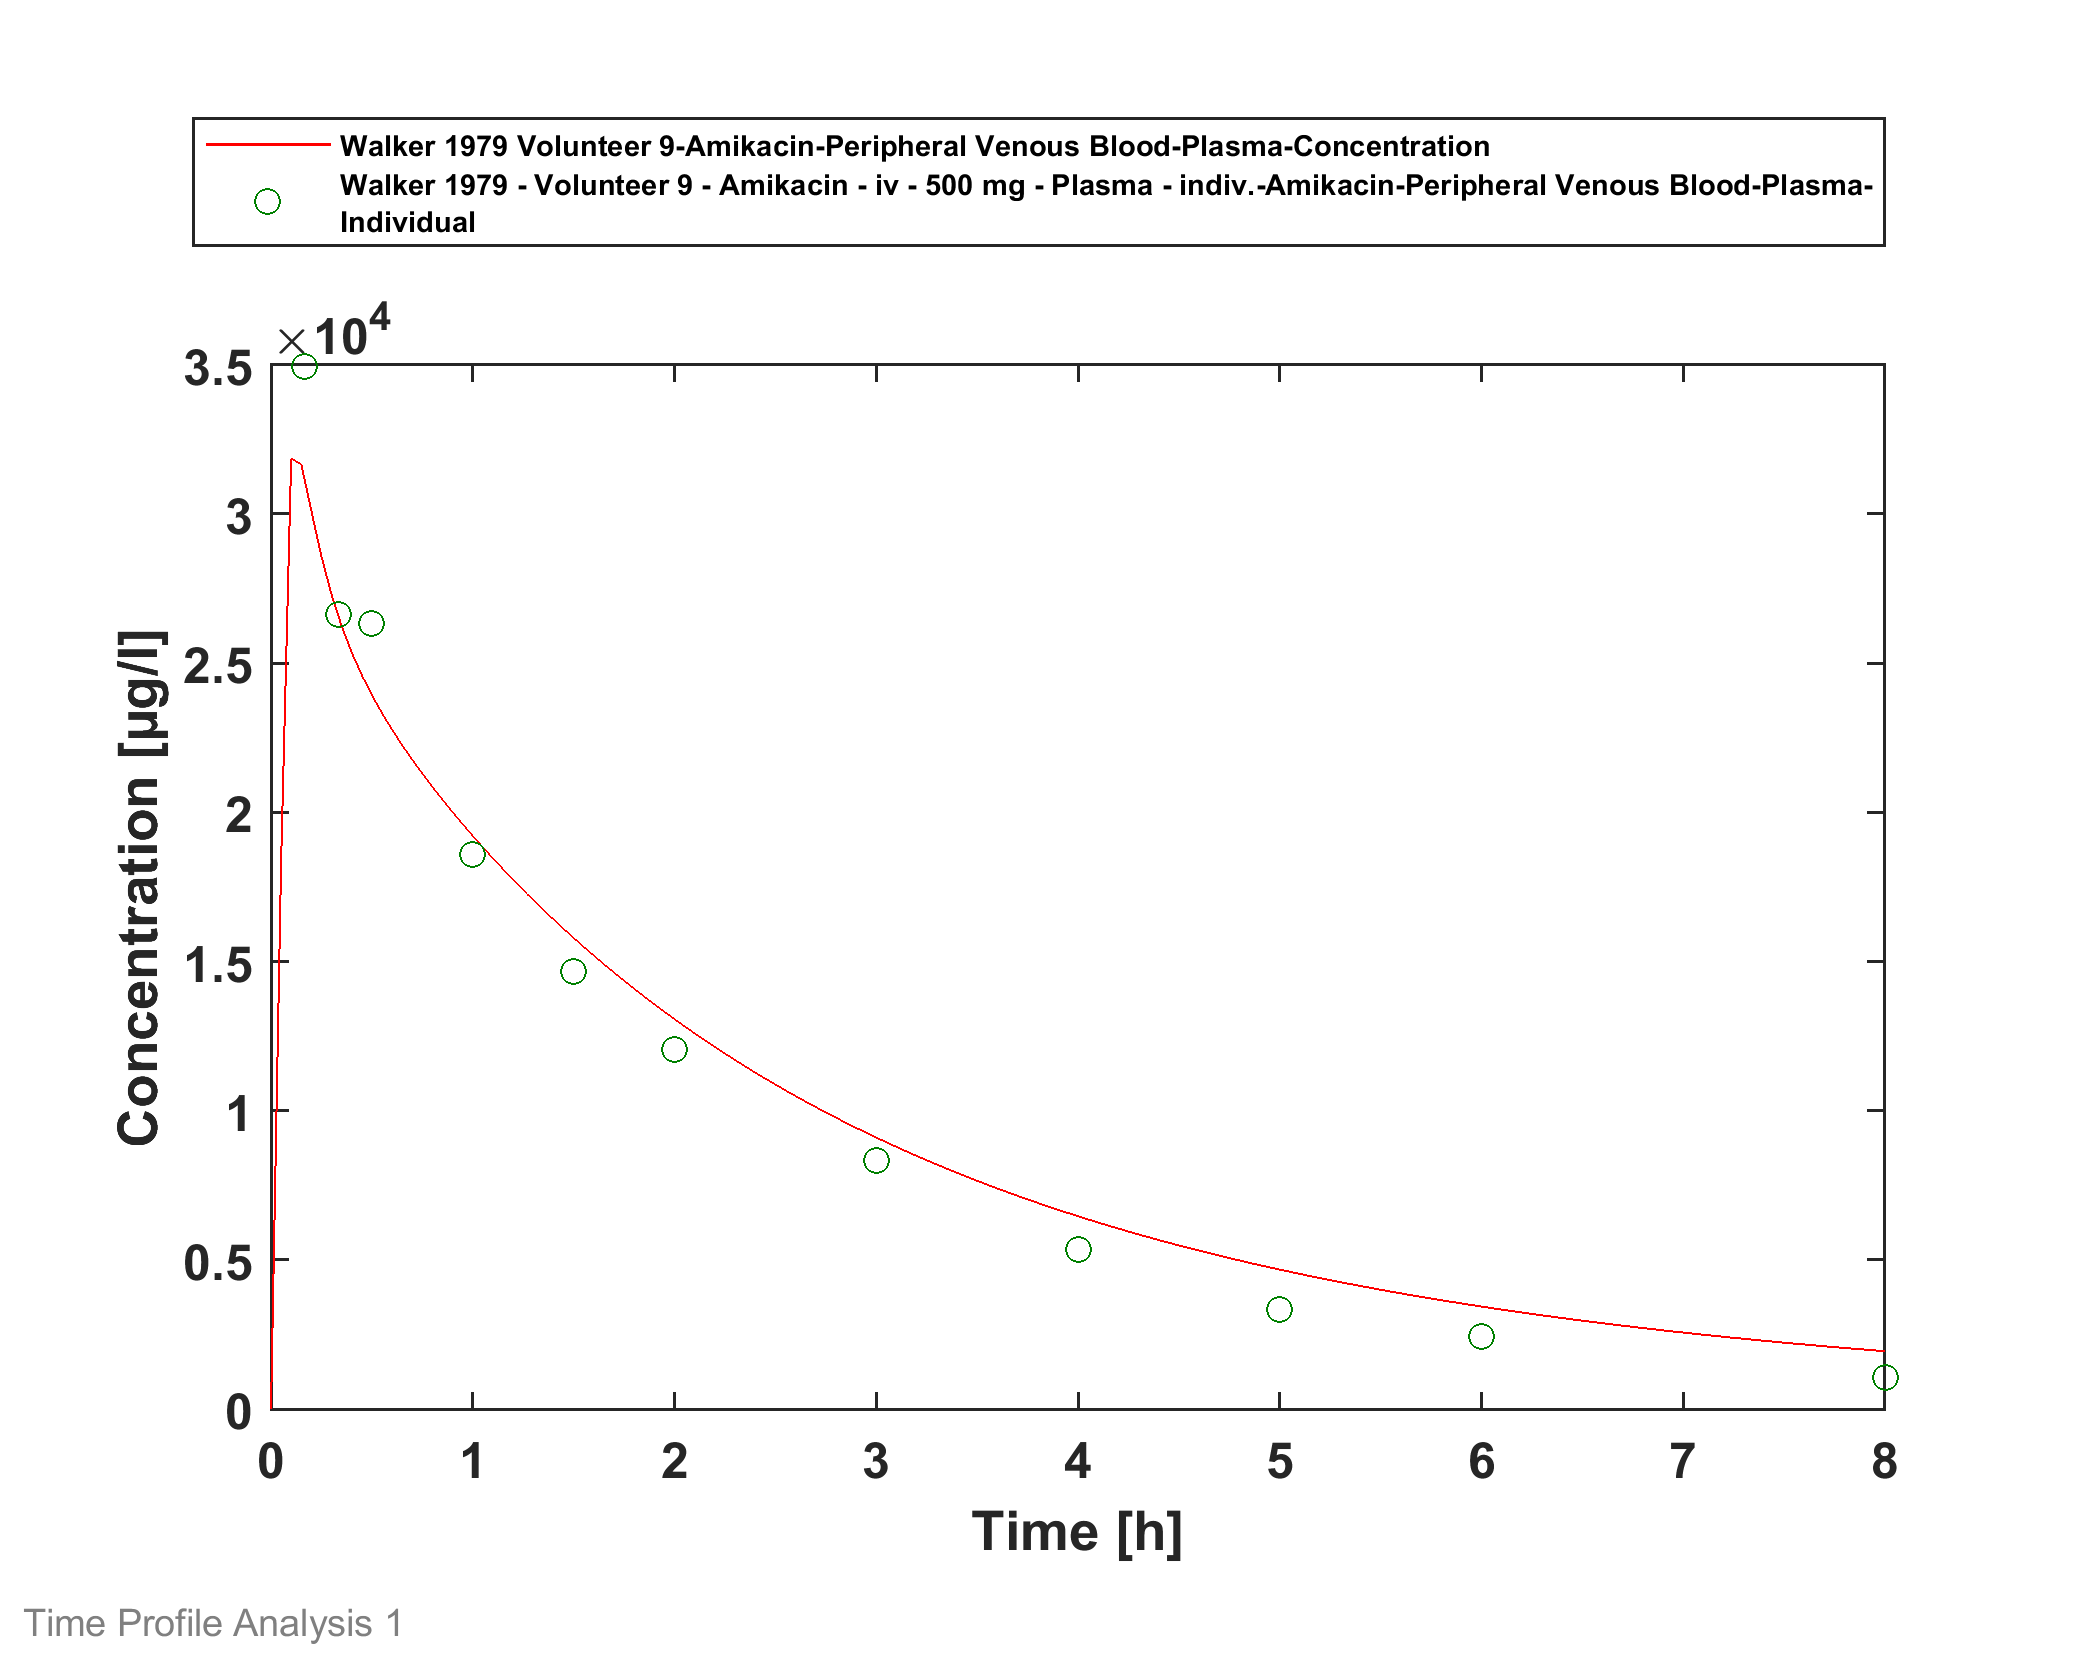 Walker 1979 Volunteer 9-Amikacin-Peripheral Venous Blood-Plasma-Concentration
Walker 1979 - Volunteer 9 - Amikacin - iv - 500 mg - Plasma - indiv.-Amikacin-Peripheral Venous Blood-Plasma-
Individual
×10⁴
3.5
3
2.5
2
1.5
1
0.5
0
Concentration [µg/l]
0 1 2 3 4 5 6 7 8
Time [h]
Time Profile Analysis 1